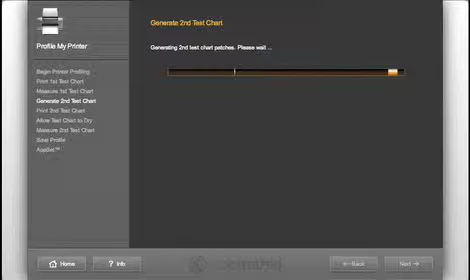 Generate 2nd Test Chart
Profile My Printer
Generating 2nd test chart patches. Please wait ...
Begin Printer Profiling
Print 1st Test Chart
Measure 1st Test Chart
Generate 2nd Test Chart
Print 2nd Test Chart
Allow Test Chart to Dry
Measure 2nd Test Chart
Save Profile
AppSet™
Home
? Info
Back
Next